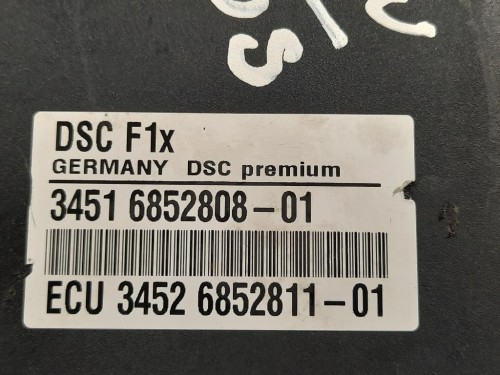 DSC F1x
GERMANY DSC premium
3451 6852808-01
ECU 3452 6852811-01